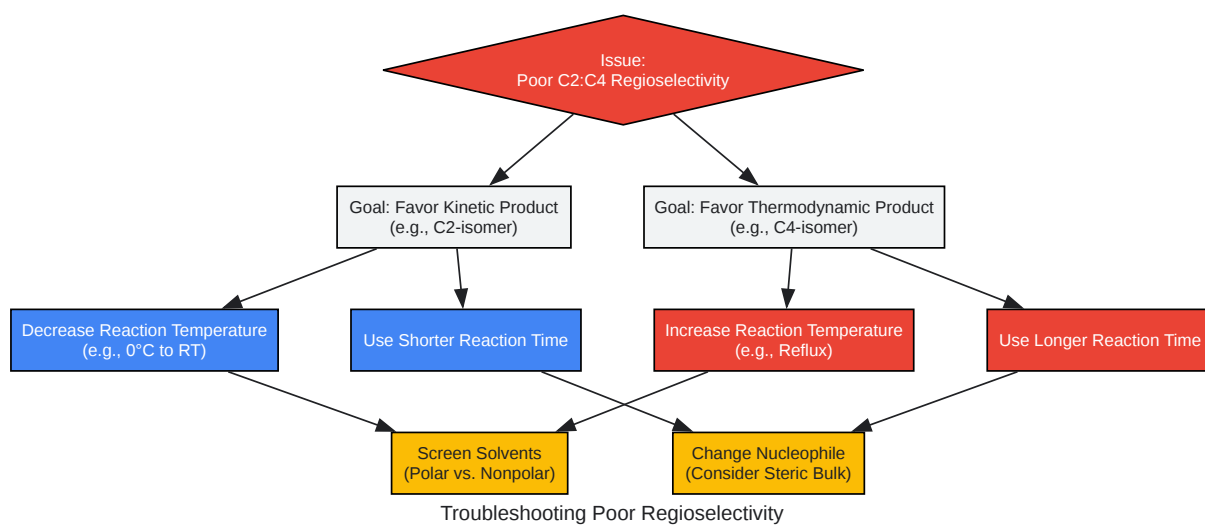 Issue:
Poor C2:C4 Regioselectivity
Goal: Favor Kinetic Product
(e.g., C2-isomer)
Goal: Favor Thermodynamic Product
(e.g., C4-isomer)
Decrease Reaction Temperature
(e.g., 0°C to RT)
Use Shorter Reaction Time
Increase Reaction Temperature
(e.g., Reflux)
Use Longer Reaction Time
Screen Solvents
(Polar vs. Nonpolar)
Change Nucleophile
(Consider Steric Bulk)
Troubleshooting Poor Regioselectivity